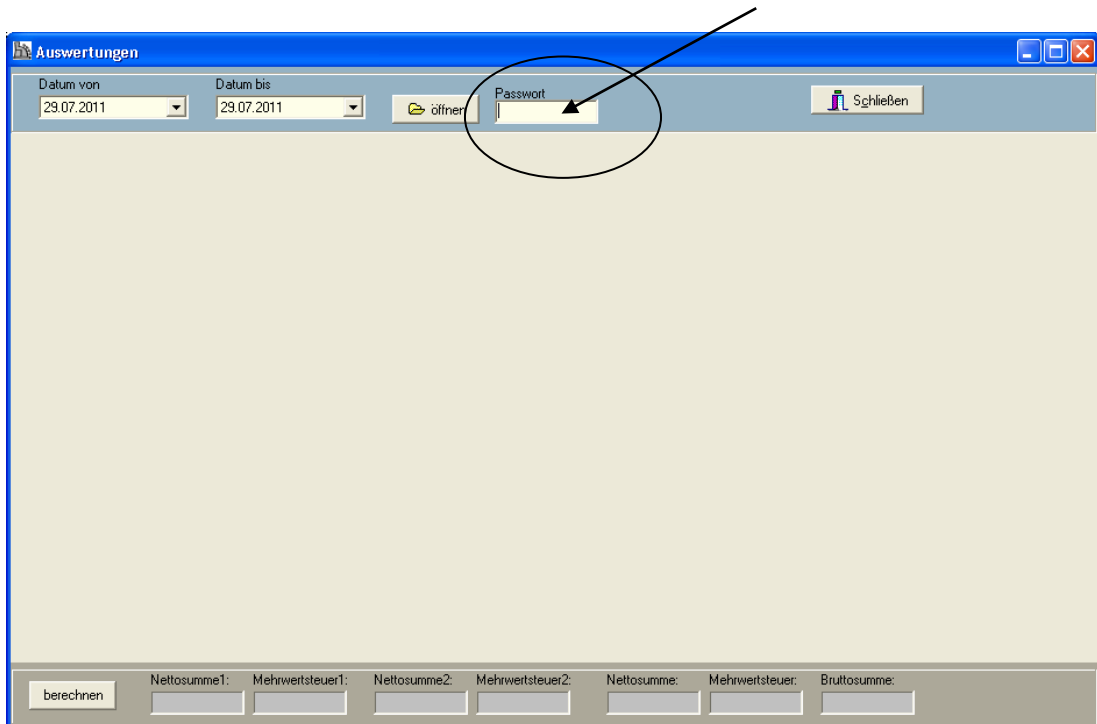 Auswertungen
Datum von Datum bis Passwort
29.07.2011 29.07.2011 öffnen Schließen
Nettosumme1: Mehrwertsteuer1: Nettosumme2: Mehrwertsteuer2: Nettosumme: Mehrwertsteuer: Bruttosumme:
berechnen